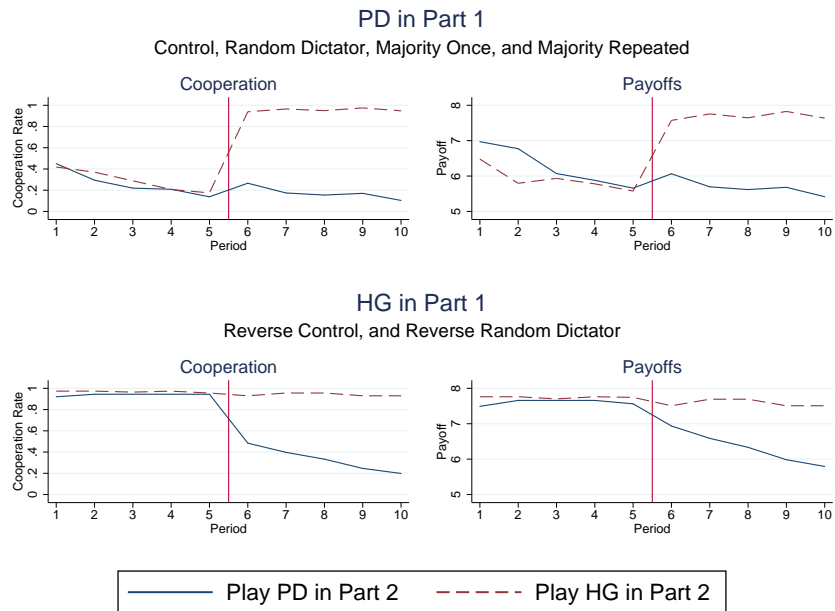 PD in Part 1
Control, Random Dictator, Majority Once, and Majority Repeated
Cooperation
Cooperation Rate
0 .2 .4 .6 .8 1
1 2 3 4 5 6 7 8 9 10
Period
Payoffs
Payoff
5 6 7 8
1 2 3 4 5 6 7 8 9 10
Period
HG in Part 1
Reverse Control, and Reverse Random Dictator
Cooperation
Cooperation Rate
0 .2 .4 .6 .8 1
1 2 3 4 5 6 7 8 9 10
Period
Payoffs
Payoff
5 6 7 8
1 2 3 4 5 6 7 8 9 10
Period
Play PD in Part 2 Play HG in Part 2